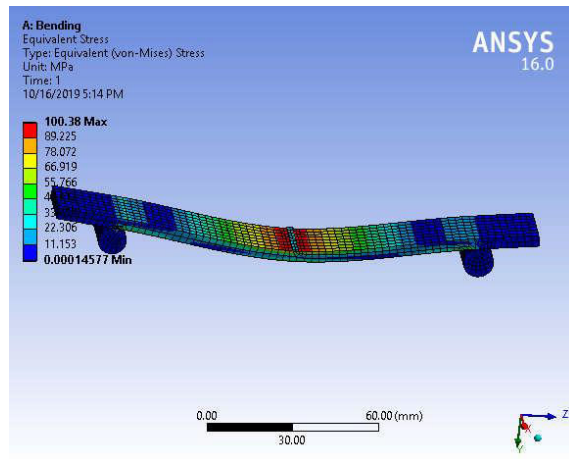 A: Bending
Equivalent Stress
Type: Equivalent (von-Mises) Stress
Unit: MPa
Time: 1
10/16/2019 5:14 PM
ANSYS
16.0
100.38 Max
89.225
78.072
66.919
55.766
22.306
11.153
0.00014577 Min
0.00
60.00 (mm)
30.00
Z
X
Y